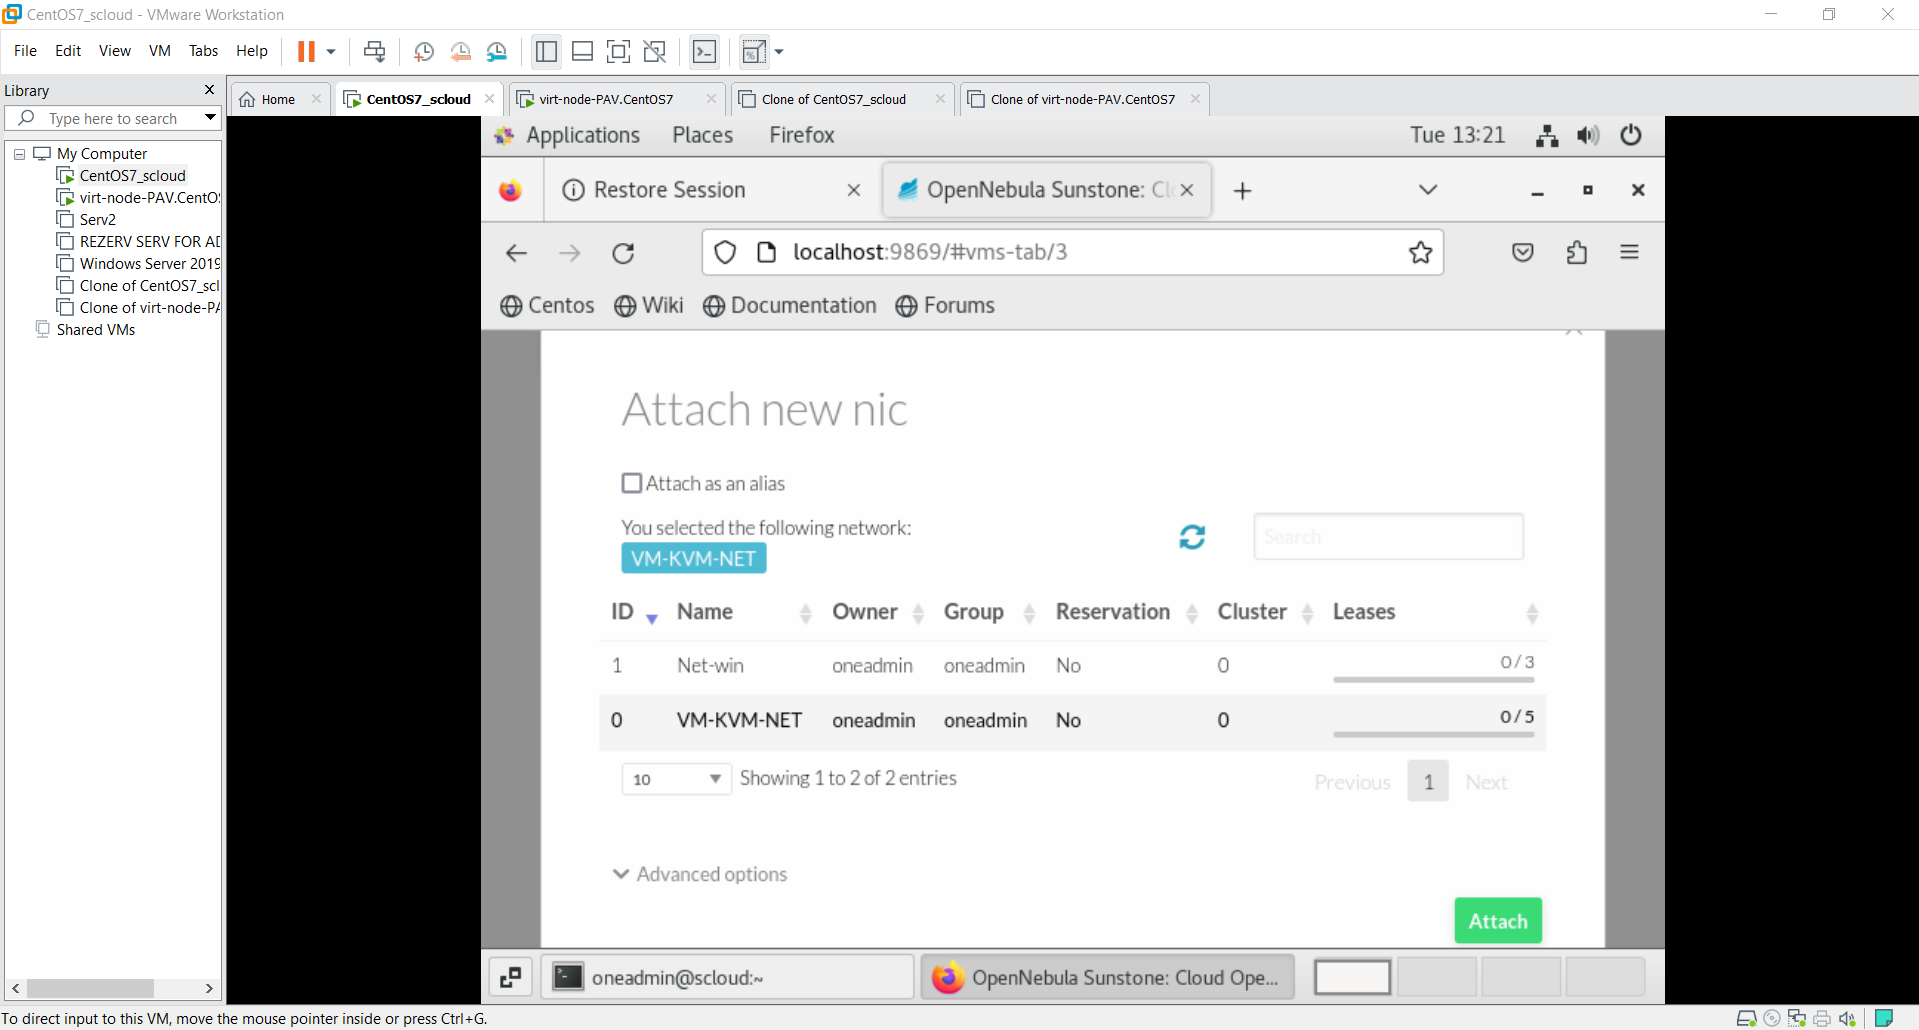 CentOS7_scloud - VMware Workstation
File Edit View VM Tabs Help
Library
Type here to search
My Computer
CentOS7_scloud
virt-node-PAV.CentOS
Serv2
REZERV SERV FOR AD
Windows Server 2019
Clone of CentOS7_scl
Clone of virt-node-PA
Shared VMs
Home CentOS7_scloud virt-node-PAV.CentOS7 Clone of CentOS7_scloud Clone of virt-node-PAV.CentOS7
Applications Places Firefox Tue 13:21
Restore Session OpenNebula Sunstone: Clo
localhost:9869/#vms-tab/3
Centos Wiki Documentation Forums
Attach new nic
Attach as an alias
You selected the following network:
VM-KVM-NET
Search
ID Name Owner Group Reservation Cluster Leases
1 Net-win oneadmin oneadmin No 0 0 / 3
0 VM-KVM-NET oneadmin oneadmin No 0 0 / 5
10 Showing 1 to 2 of 2 entries Previous 1 Next
Advanced options
Attach
oneadmin@scloud:~ OpenNebula Sunstone: Cloud Ope...
To direct input to this VM, move the mouse pointer inside or press Ctrl+G.